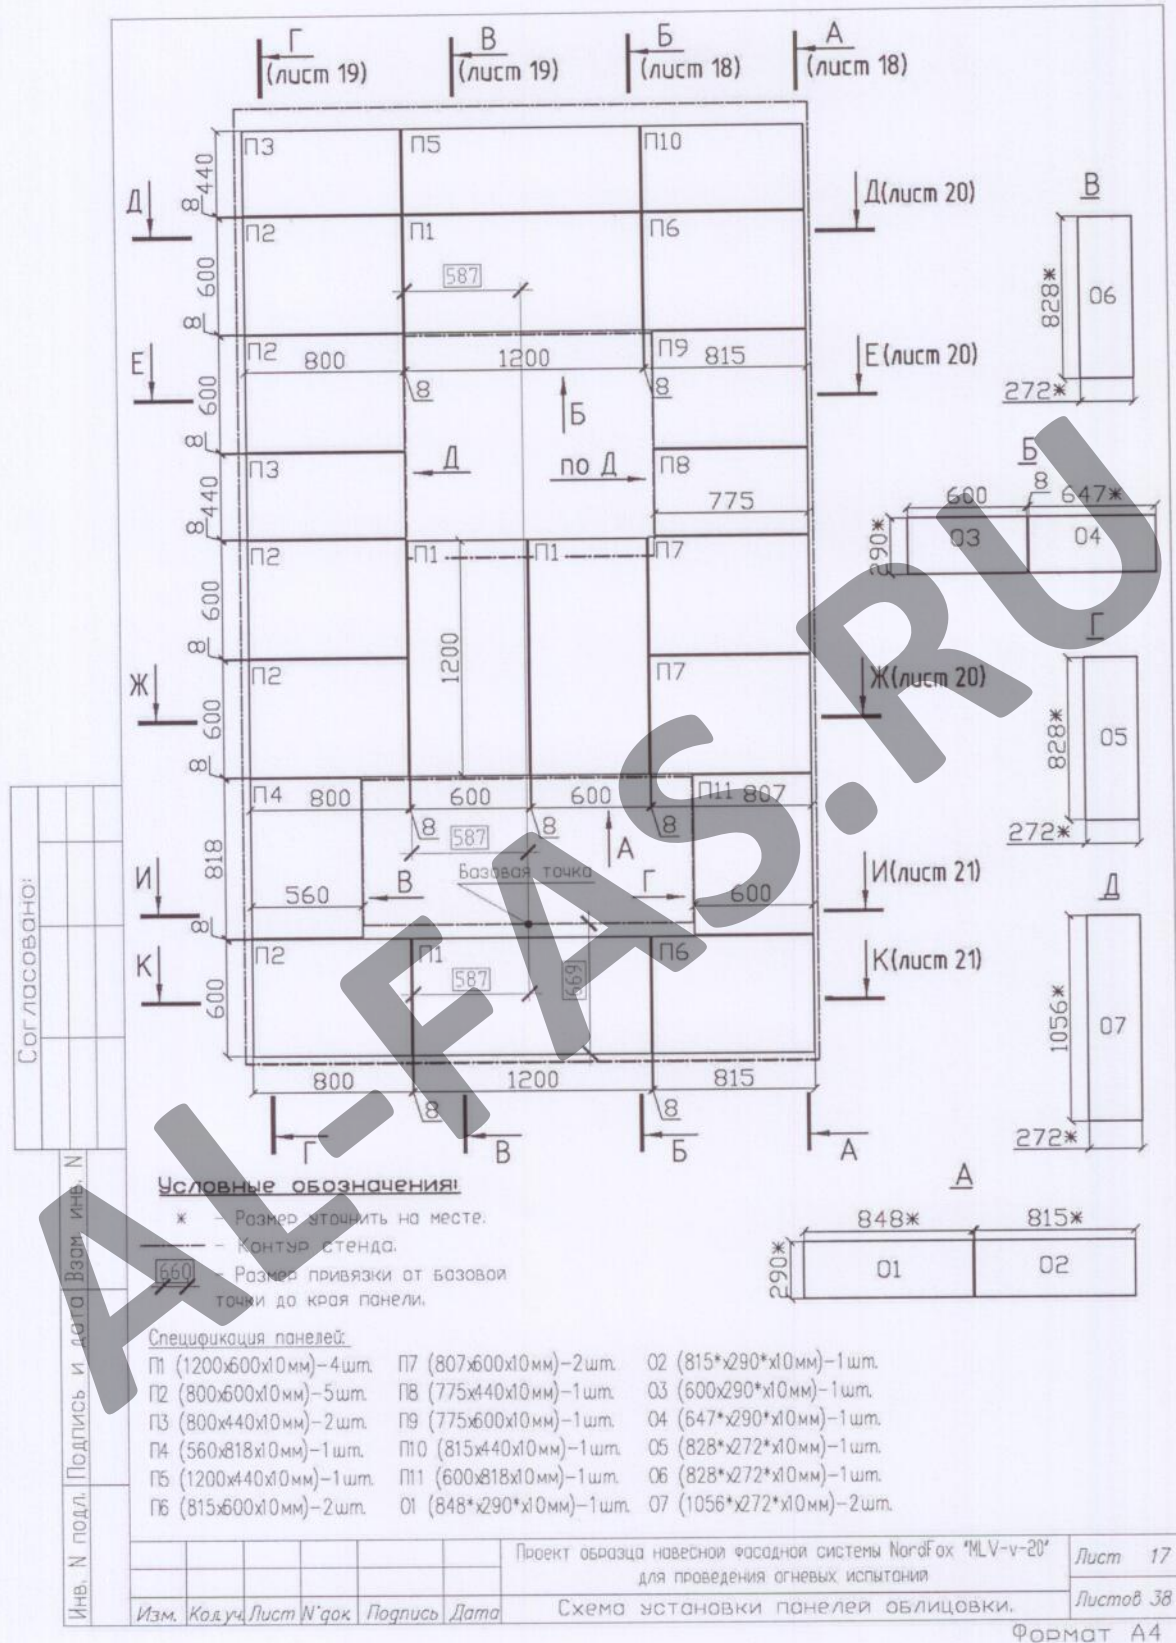 Г
(лист 19)
В
(лист 19)
Б
(лист 18)
А
(лист 18)
П3
П5
П10
440
8
Д
Д(лист 20)
В
П2
П1
П6
587
600
828*
06
8
Е
П2
800
1200
П9
815
Е(лист 20)
272*
8
8
600
Б
Б
8
Д
по Д
П3
П8
600
8
647*
440
775
290*
03
04
8
П2
П1
П1
П7
600
1200
Г
8
Ж
П2
П7
Ж(лист 20)
600
828*
05
8
П4
800
600
600
П11
807
8
587
8
8
А
272*
818
Базовая точка
И
В
Г
И(лист 21)
Д
560
600
8
К
П2
П1
П6
К(лист 21)
587
669
600
1056*
07
800
1200
815
8
8
272*
Г
В
Б
А
Условные обозначения:
* - Размер уточнить на месте.
- Контур стенда.
660 - Размер привязки от базовой
точки до края панели.
А
848*
815*
290*
01
02
Спецификация панелей:
П1 (1200х600х10мм)-4шт.
П2 (800х600х10мм)-5шт.
П3 (800х440х10мм)-2шт.
П4 (560х818х10мм)-1шт.
П5 (1200х440х10мм)-1шт.
П6 (815х600х10мм)-2шт.
П7 (807х600х10мм)-2шт.
П8 (775х440х10мм)-1шт.
П9 (775х600х10мм)-1шт.
П10 (815х440х10мм)-1шт.
П11 (600х818х10мм)-1шт.
01 (848*х290*х10мм)-1шт.
02 (815*х290*х10мм)-1шт.
03 (600х290*х10мм)-1шт.
04 (647*х290*х10мм)-1шт.
05 (828*х272*х10мм)-1шт.
06 (828*х272*х10мм)-1шт.
07 (1056*х272*х10мм)-2шт.
Согласовано:
Взам. инв. N
Подпись и дата
Инв. N подл.
Изм. Кол.уч Лист N°док Подпись Дата
Проект образца навесной фасадной системы NordFox "MLV-v-20"
для проведения огневых испытаний
Схема установки панелей облицовки.
Лист 17
Листов 38
Формат А4
AL-FAS.RU